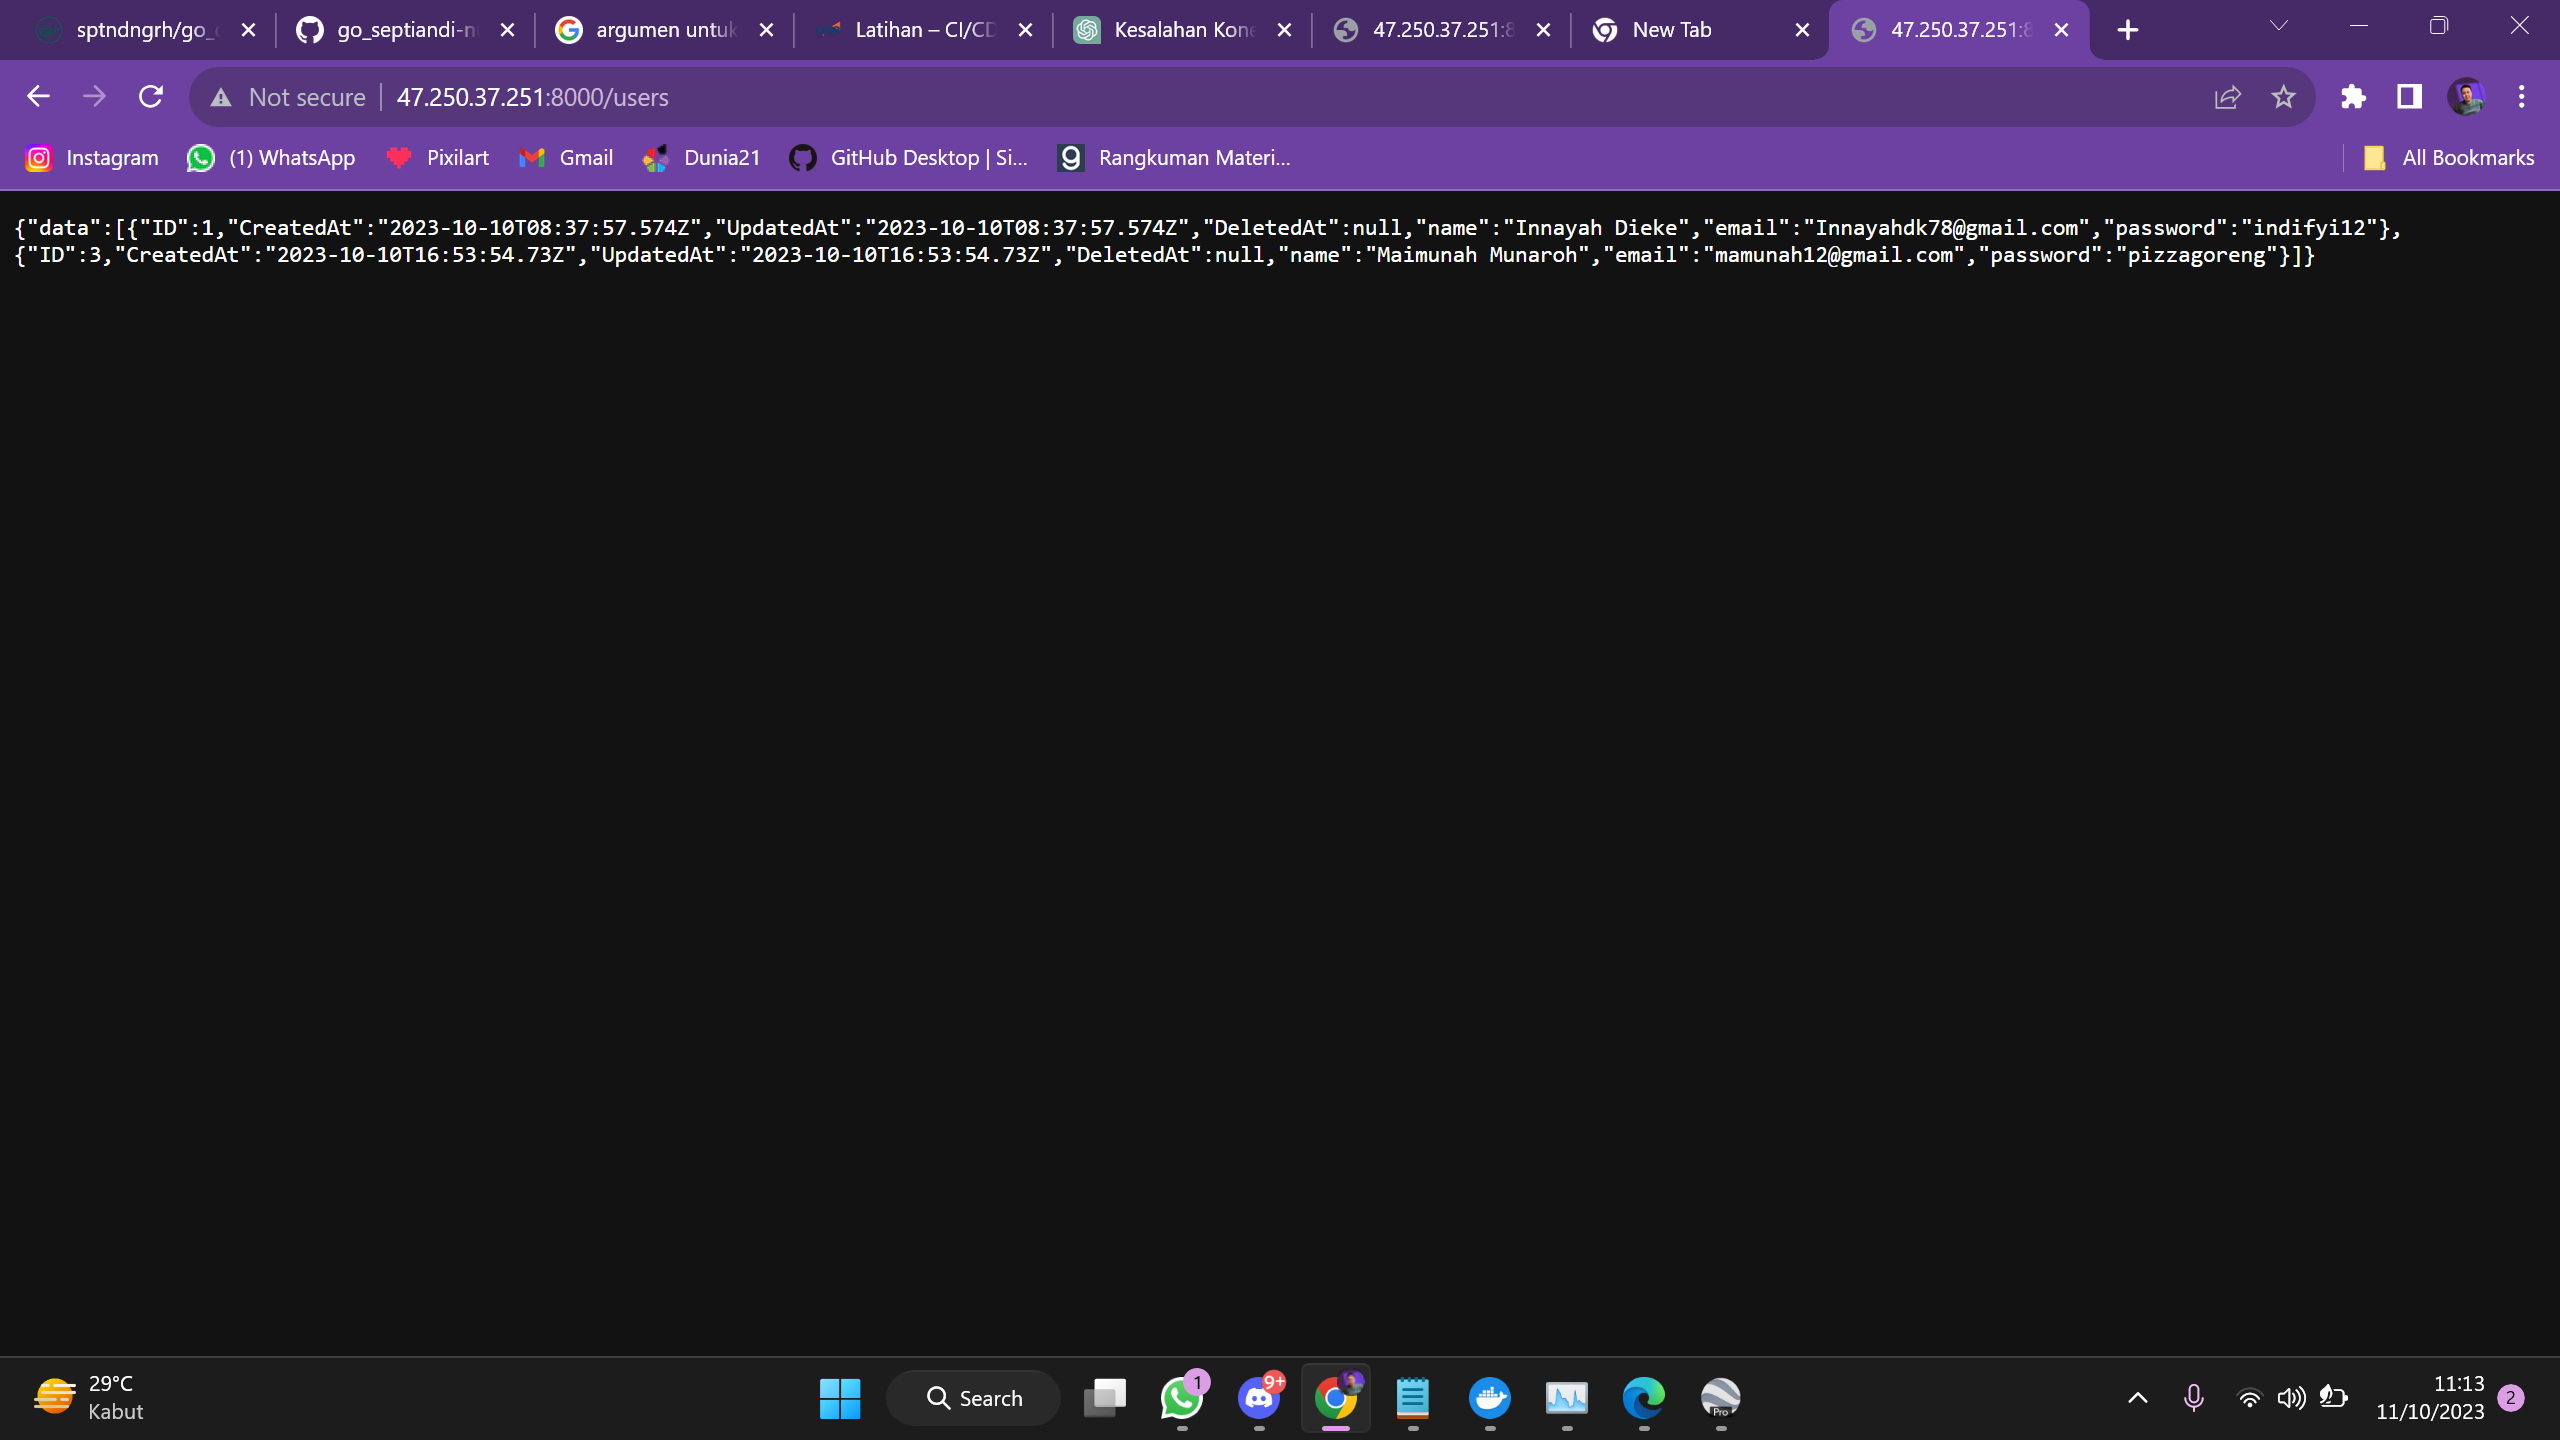 sptndngrh/go_
go_septiandi-n
argumen untuk
Latihan – CI/CD
Kesalahan Kone
47.250.37.251:8
New Tab
47.250.37.251:8
Not secure
47.250.37.251:8000/users
Instagram
(1) WhatsApp
Pixilart
Gmail
Dunia21
GitHub Desktop | Si...
Rangkuman Materi...
All Bookmarks
{"data":[{"ID":1,"CreatedAt":"2023-10-10T08:37:57.574Z","UpdatedAt":"2023-10-10T08:37:57.574Z","DeletedAt":null,"name":"Innayah Dieke","email":"Innayahdk78@gmail.com","password":"indifyi12"},
{"ID":3,"CreatedAt":"2023-10-10T16:53:54.73Z","UpdatedAt":"2023-10-10T16:53:54.73Z","DeletedAt":null,"name":"Maimunah Munaroh","email":"mamunah12@gmail.com","password":"pizzagoreng"}]}
29°C
Kabut
Search
1
9+
Pro
11:13
11/10/2023
2